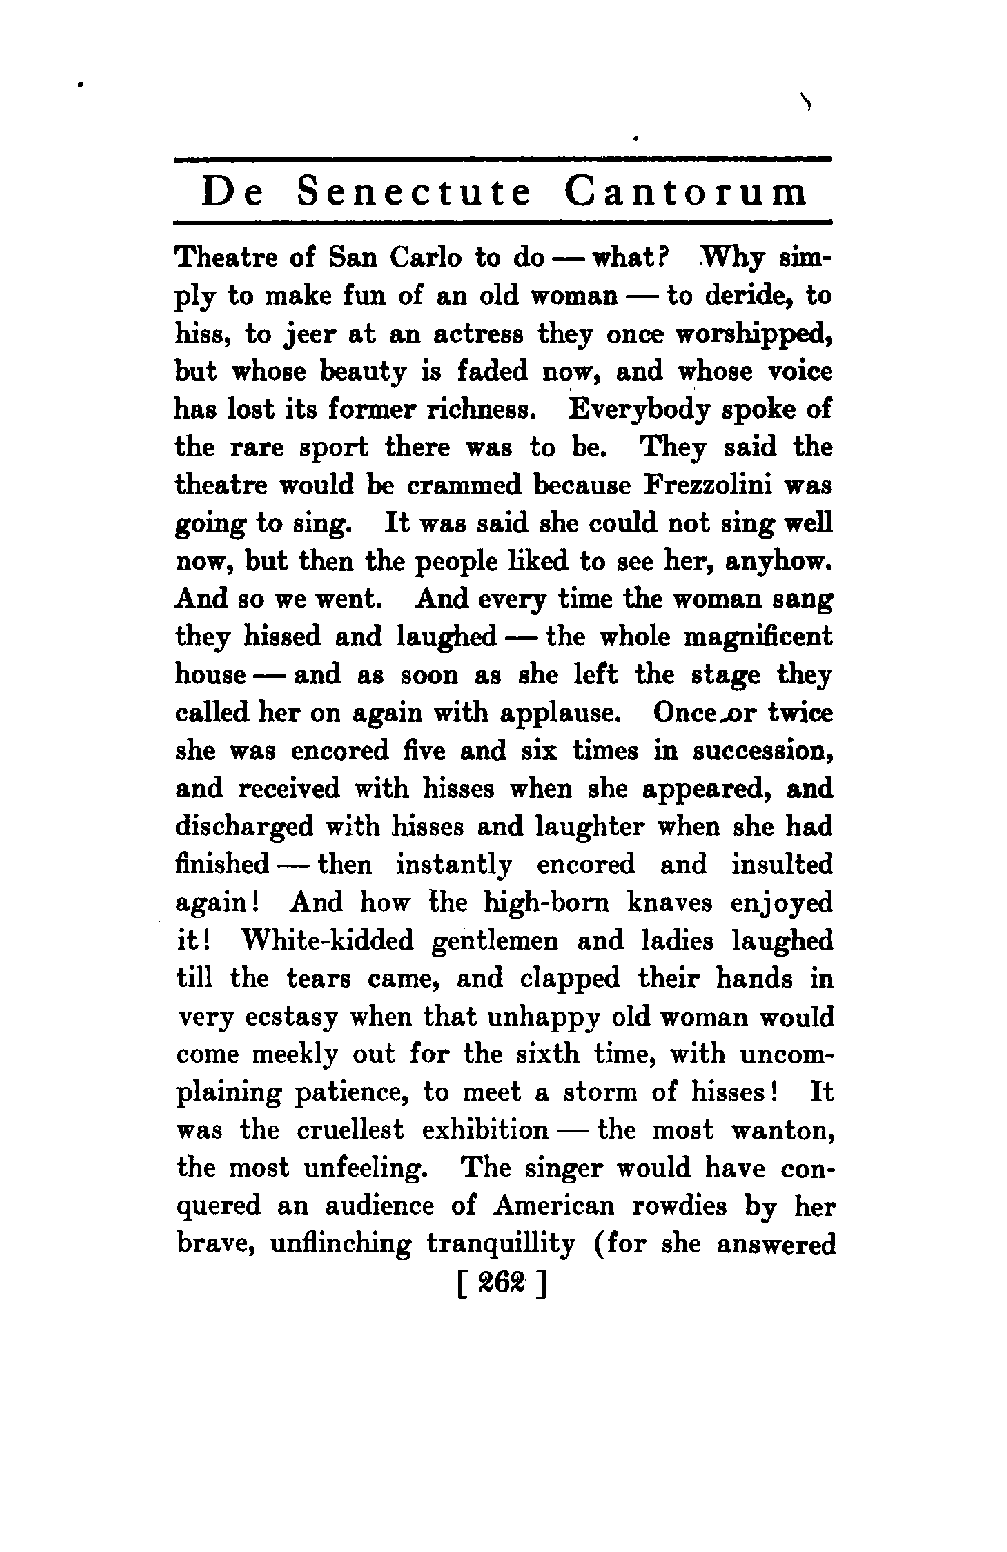 De Senectute Cantorum
Theatre of San Carlo to do — what? Why sim-
ply to make fun of an old woman — to deride, to
hiss, to jeer at an actress they once worshipped,
but whose beauty is faded now, and whose voice
has lost its former richness. Everybody spoke of
the rare sport there was to be. They said the
theatre would be crammed because Frezzolini was
going to sing. It was said she could not sing well
now, but then the people liked to see her, anyhow.
And so we went. And every time the woman sang
they hissed and laughed — the whole magnificent
house — and as soon as she left the stage they
called her on again with applause. Once or twice
she was encored five and six times in succession,
and received with hisses when she appeared, and
discharged with hisses and laughter when she had
finished — then instantly encored and insulted
again! And how the high-born knaves enjoyed
it! White-kidded gentlemen and ladies laughed
till the tears came, and clapped their hands in
very ecstasy when that unhappy old woman would
come meekly out for the sixth time, with uncom-
plaining patience, to meet a storm of hisses! It
was the cruellest exhibition — the most wanton,
the most unfeeling. The singer would have con-
quered an audience of American rowdies by her
brave, unflinching tranquillity (for she answered
[ 262 ]